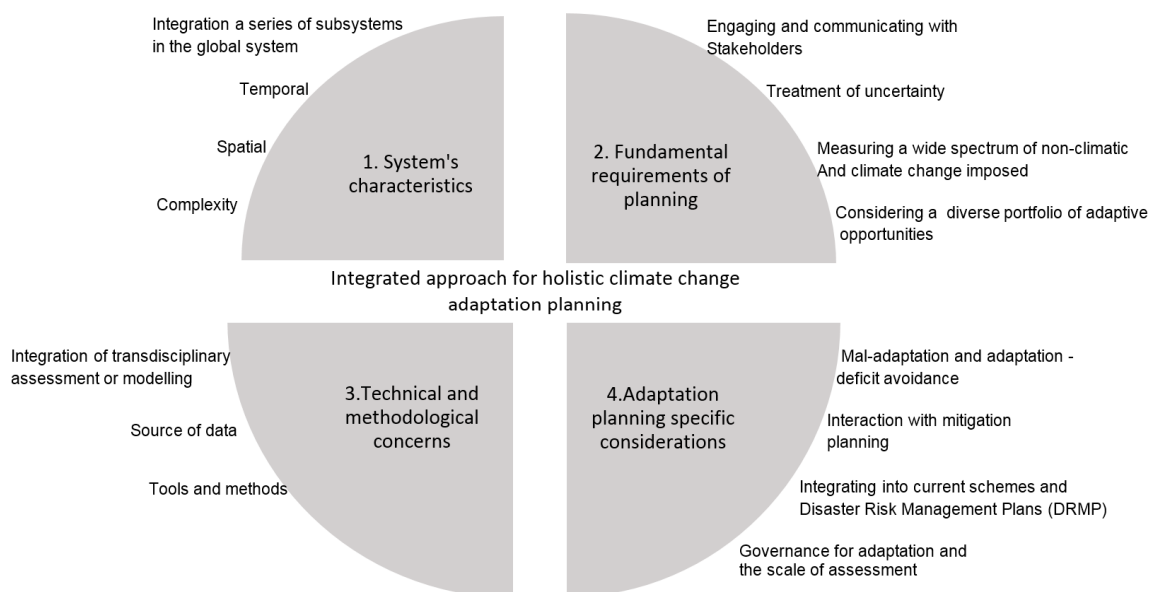 Integration a series of subsystems
in the global system
Temporal
Spatial
Complexity
1. System's
characteristics
Engaging and communicating with
Stakeholders
Treatment of uncertainty
Measuring a wide spectrum of non-climatic
And climate change imposed
Considering a diverse portfolio of adaptive
opportunities
2. Fundamental
requirements of
planning
Integrated approach for holistic climate change
adaptation planning
Integration of transdisciplinary
assessment or modelling
Source of data
Tools and methods
3.Technical and
methodological
concerns
4.Adaptation
planning specific
considerations
Mal-adaptation and adaptation -
deficit avoidance
Interaction with mitigation
planning
Integrating into current schemes and
Disaster Risk Management Plans (DRMP)
Governance for adaptation and
the scale of assessment